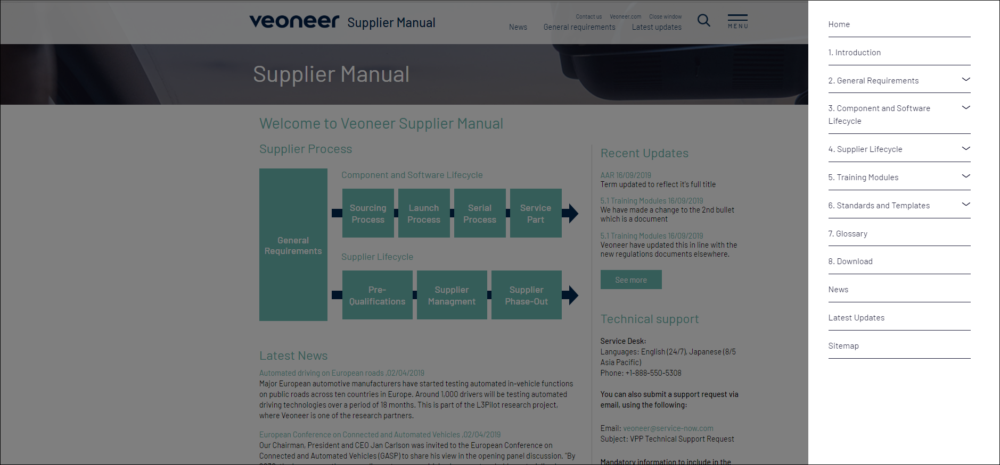 veoneer Supplier Manual
Contact us Veoneer.com Close window
News General requirements Latest updates
MENU
Supplier Manual
Welcome to Veoneer Supplier Manual
Supplier Process
Component and Software Lifecycle
Sourcing
Process
Launch
Process
Serial
Process
Service
Part
General
Requirements
Supplier Lifecycle
Pre-
Qualifications
Supplier
Managment
Supplier
Phase-Out
Latest News
Automated driving on European roads ,02/04/2019
Major European automotive manufacturers have started testing automated in-vehicle functions
on public roads across ten countries in Europe. Around 1,000 drivers will be testing automated
driving technologies over a period of 18 months. This is part of the L3Pilot research project,
where Veoneer is one of the research partners.
European Conference on Connected and Automated Vehicles ,02/04/2019
Our Chairman, President and CEO Jan Carlson was invited to the European Conference on
Connected and Automated Vehicles (GASP) to share his view in the opening panel discussion. "By
Recent Updates
AAR 16/09/2019
Term updated to reflect it's full title
5.1 Training Modules 16/09/2019
We have made a change to the 2nd bullet
which is a document
5.1 Training Modules 16/09/2019
Veoneer have updated this in line with the
new regulations documents elsewhere.
See more
Technical support
Service Desk:
Languages: English (24/7), Japanese (8/5
Asia Pacific)
Phone: +1-888-550-5308
You can also submit a support request via
email, using the following:
Email: veoneer@service-now.com
Subject: VPP Technical Support Request
Mandatory information to include in the
Home
1. Introduction
2. General Requirements
3. Component and Software
Lifecycle
4. Supplier Lifecycle
5. Training Modules
6. Standards and Templates
7. Glossary
8. Download
News
Latest Updates
Sitemap